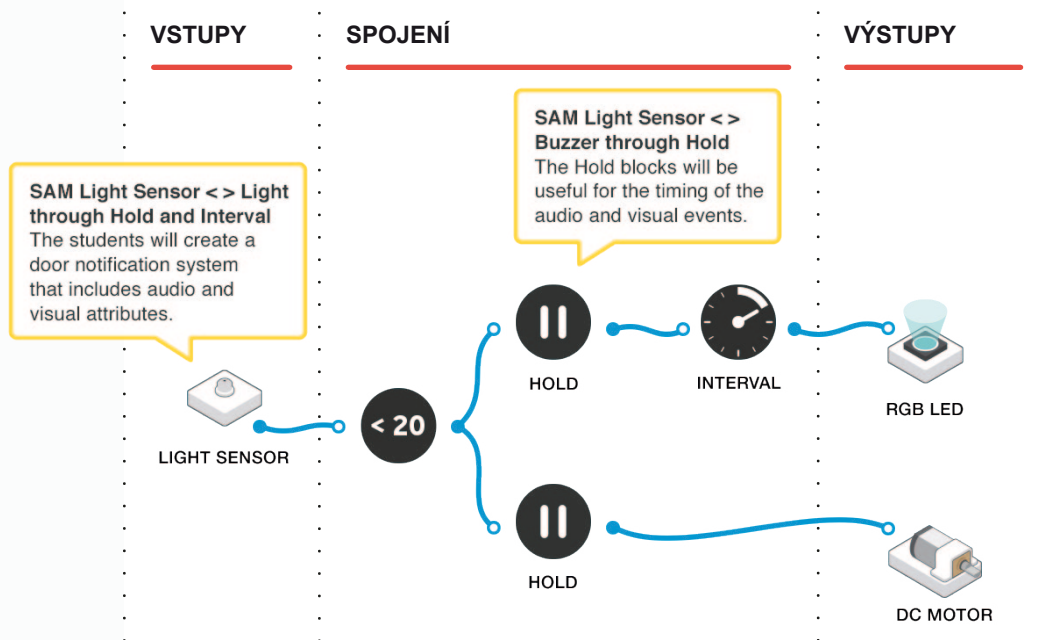 VSTUPY
SPOJENÍ
VÝSTUPY
SAM Light Sensor < >
Buzzer through Hold
The Hold blocks will be
useful for the timing of the
audio and visual events.
SAM Light Sensor < > Light
through Hold and Interval
The students will create a
door notification system
that includes audio and
visual attributes.
HOLD
INTERVAL
RGB LED
< 20
LIGHT SENSOR
HOLD
DC MOTOR